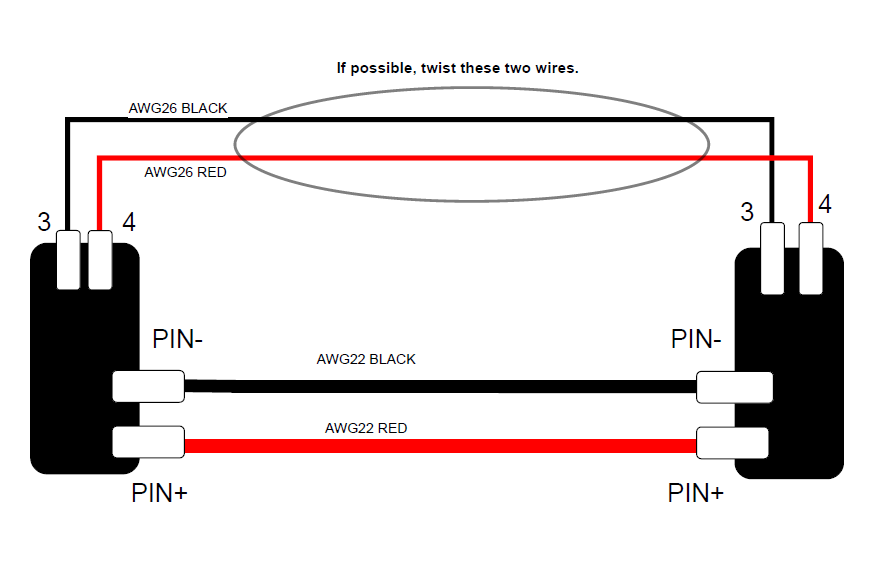 If possible, twist these two wires.
AWG26 BLACK
AWG26 RED
3
4
3
4
PIN-
PIN-
AWG22 BLACK
AWG22 RED
PIN+
PIN+